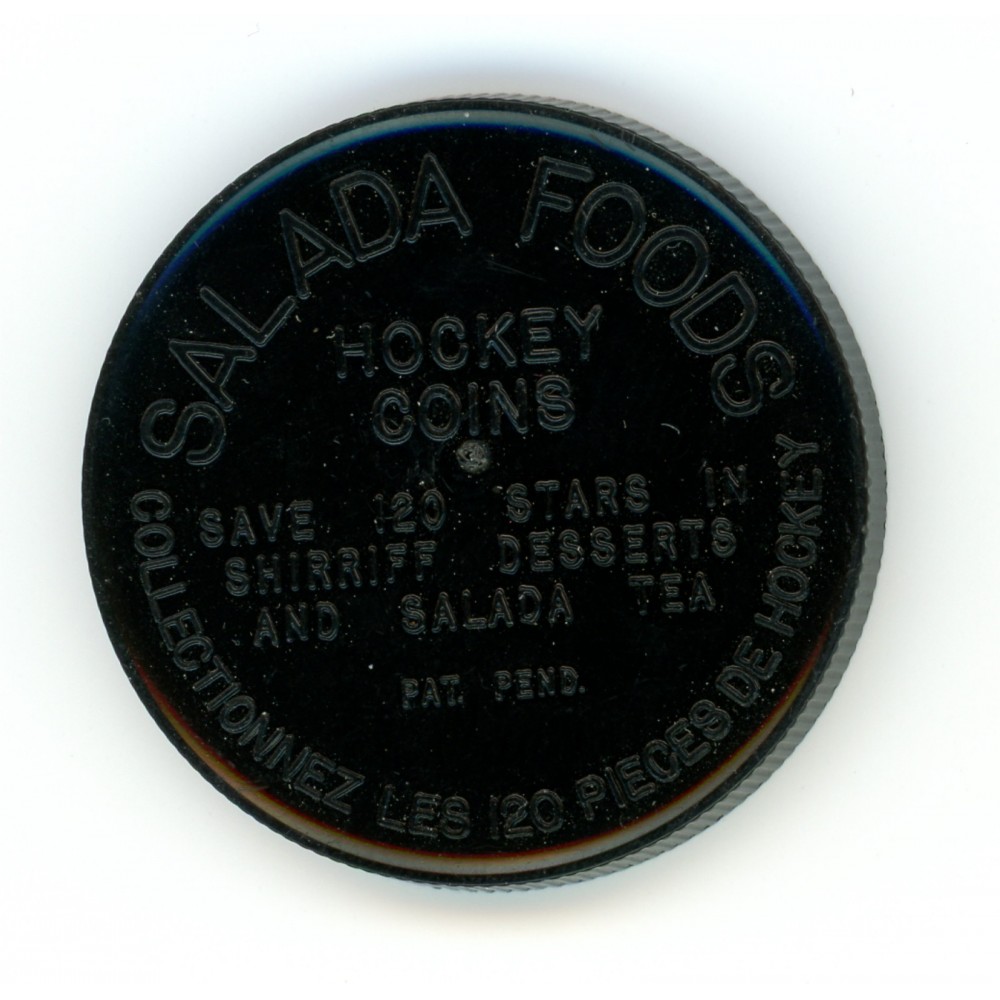 SALADA FOODS
HOCKEY
COINS
SAVE 120 STARS IN
SHIRRIFF DESSERTS
AND SALADA TEA
PAT. PEND.
COLLECTIONNEZ LES 120 PIECES DE HOCKEY